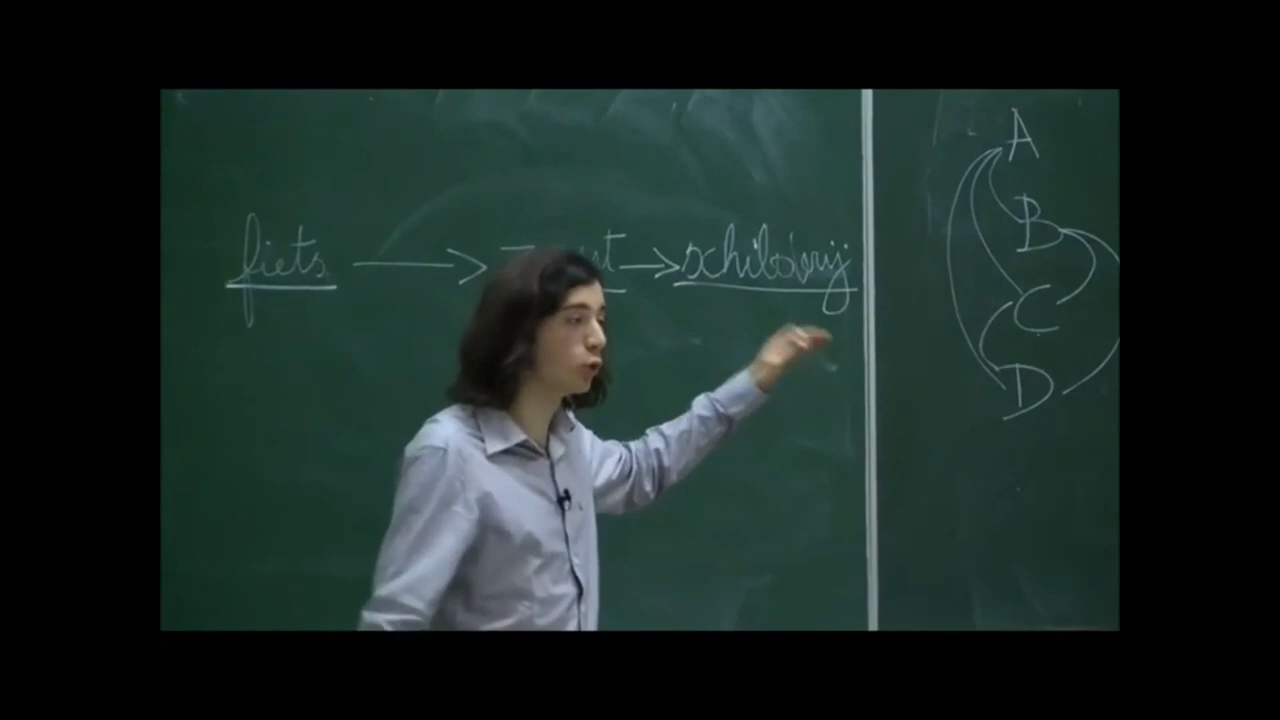 fiets → → schilderij
A
B
C
D